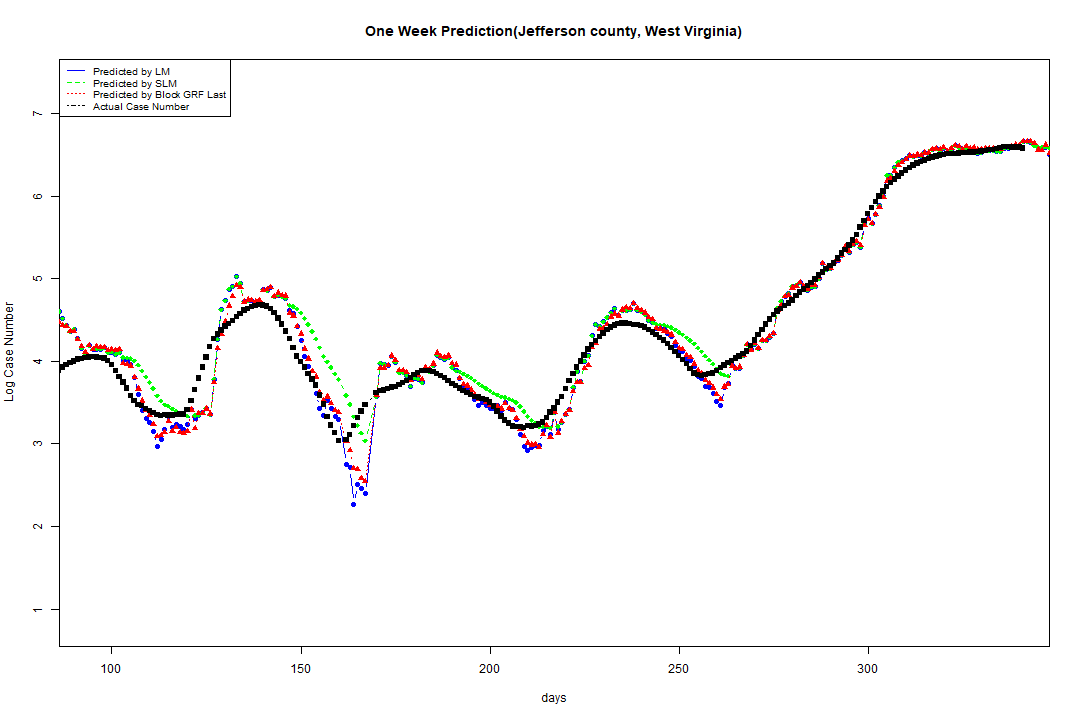 One Week Prediction(Jefferson county, West Virginia)
Predicted by LM
Predicted by SLM
Predicted by Block GRF Last
Actual Case Number
7
6
5
4
3
2
1
Log Case Number
100 150 200 250 300
days